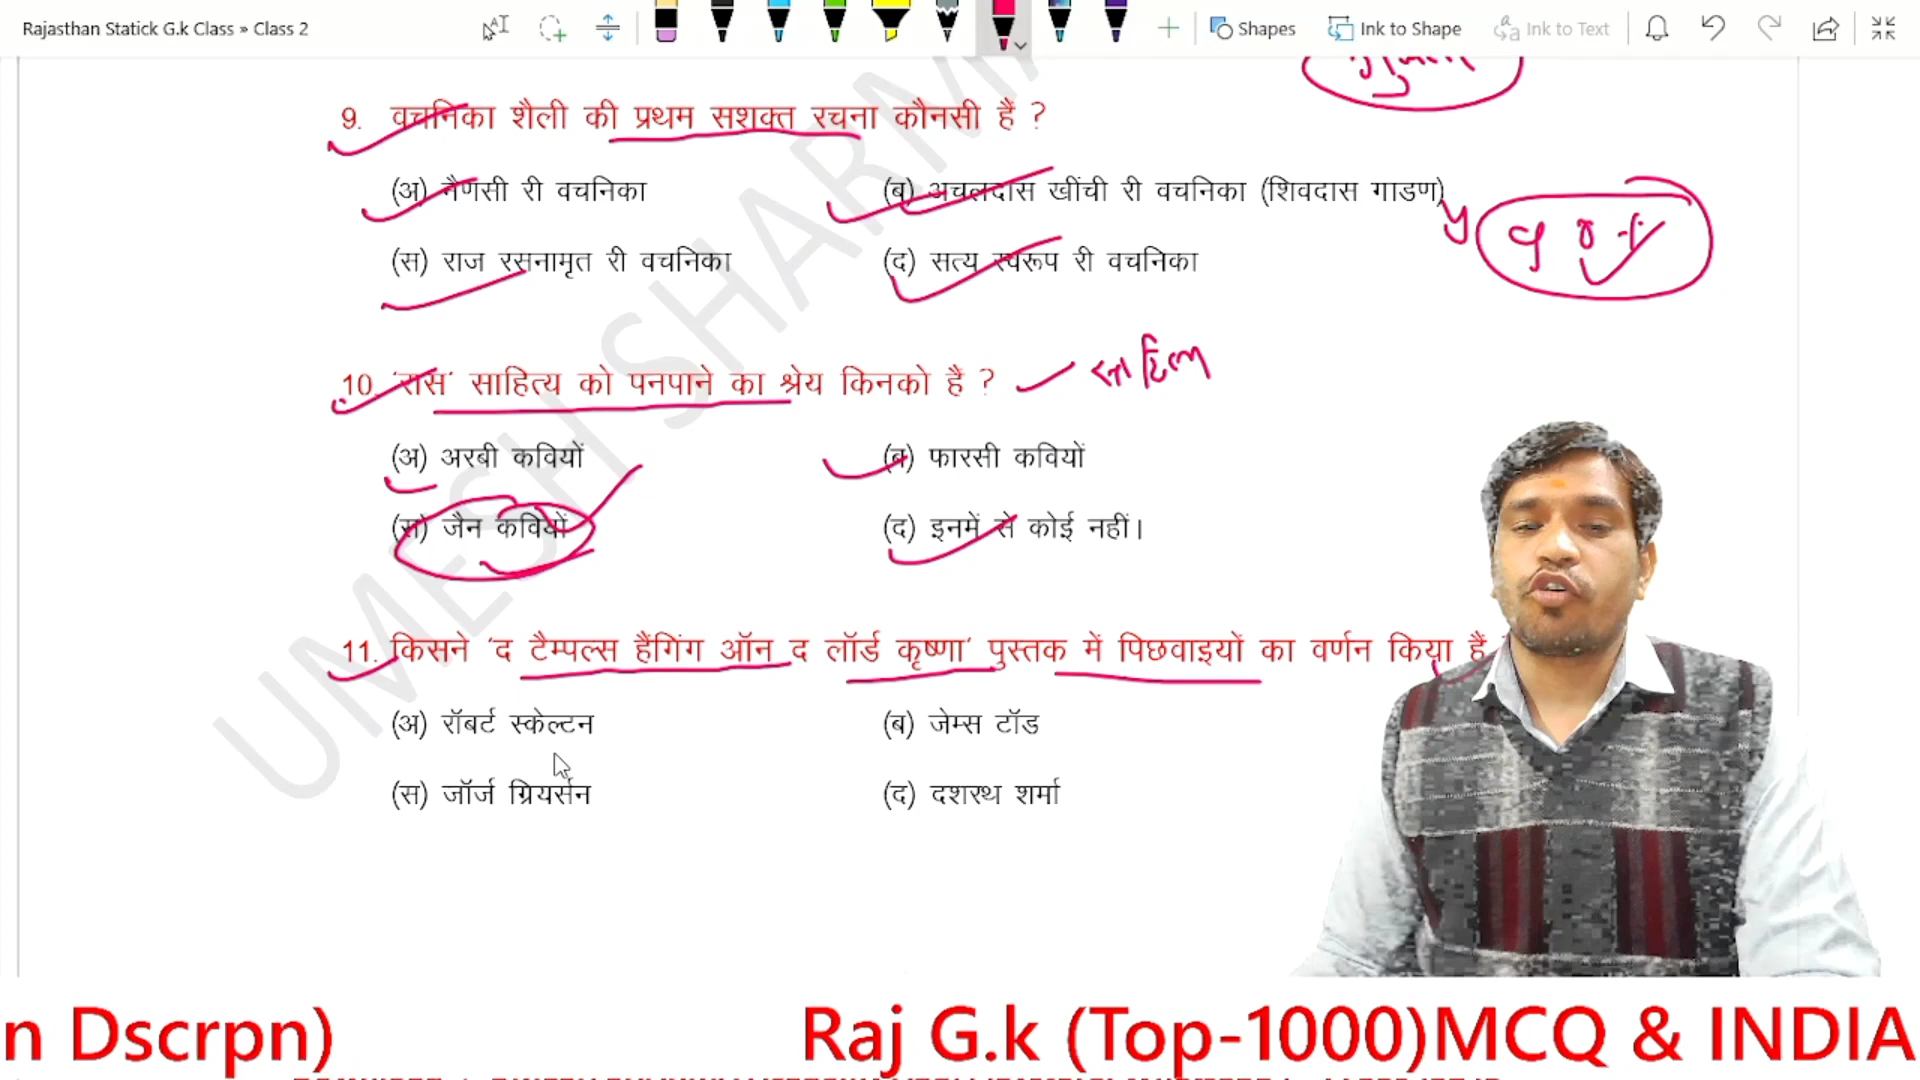 Rajasthan Statick G.k Class » Class 2
Shapes
Ink to Shape
Ink to Text
9. वचनिका शैली की प्रथम सशक्त रचना कौनसी है ?
(अ) नैणसी री वचनिका
(ब) अचलदास खींची री वचनिका (शिवदास गाडण)
(स) राज रसनामृत री वचनिका
(द) सत्य स्वरूप री वचनिका
10. 'रास' साहित्य को पनपाने का श्रेय किनको है ?
साहित्य
(अ) अरबी कवियों
(ब) फारसी कवियों
(स) जैन कवियों
(द) इनमें से कोई नहीं।
11. किसने 'द टैम्पल्स हैंगिंग ऑन द लॉर्ड कृष्णा' पुस्तक में पिछवाइयों का वर्णन किया हैं
(अ) रॉबर्ट स्केल्टन
(ब) जेम्स टॉड
(स) जॉर्ज ग्रियर्सन
(द) दशरथ शर्मा
UMESH SHARMA
n Dscrpn)
Raj G.k (Top-1000)MCQ & INDIA